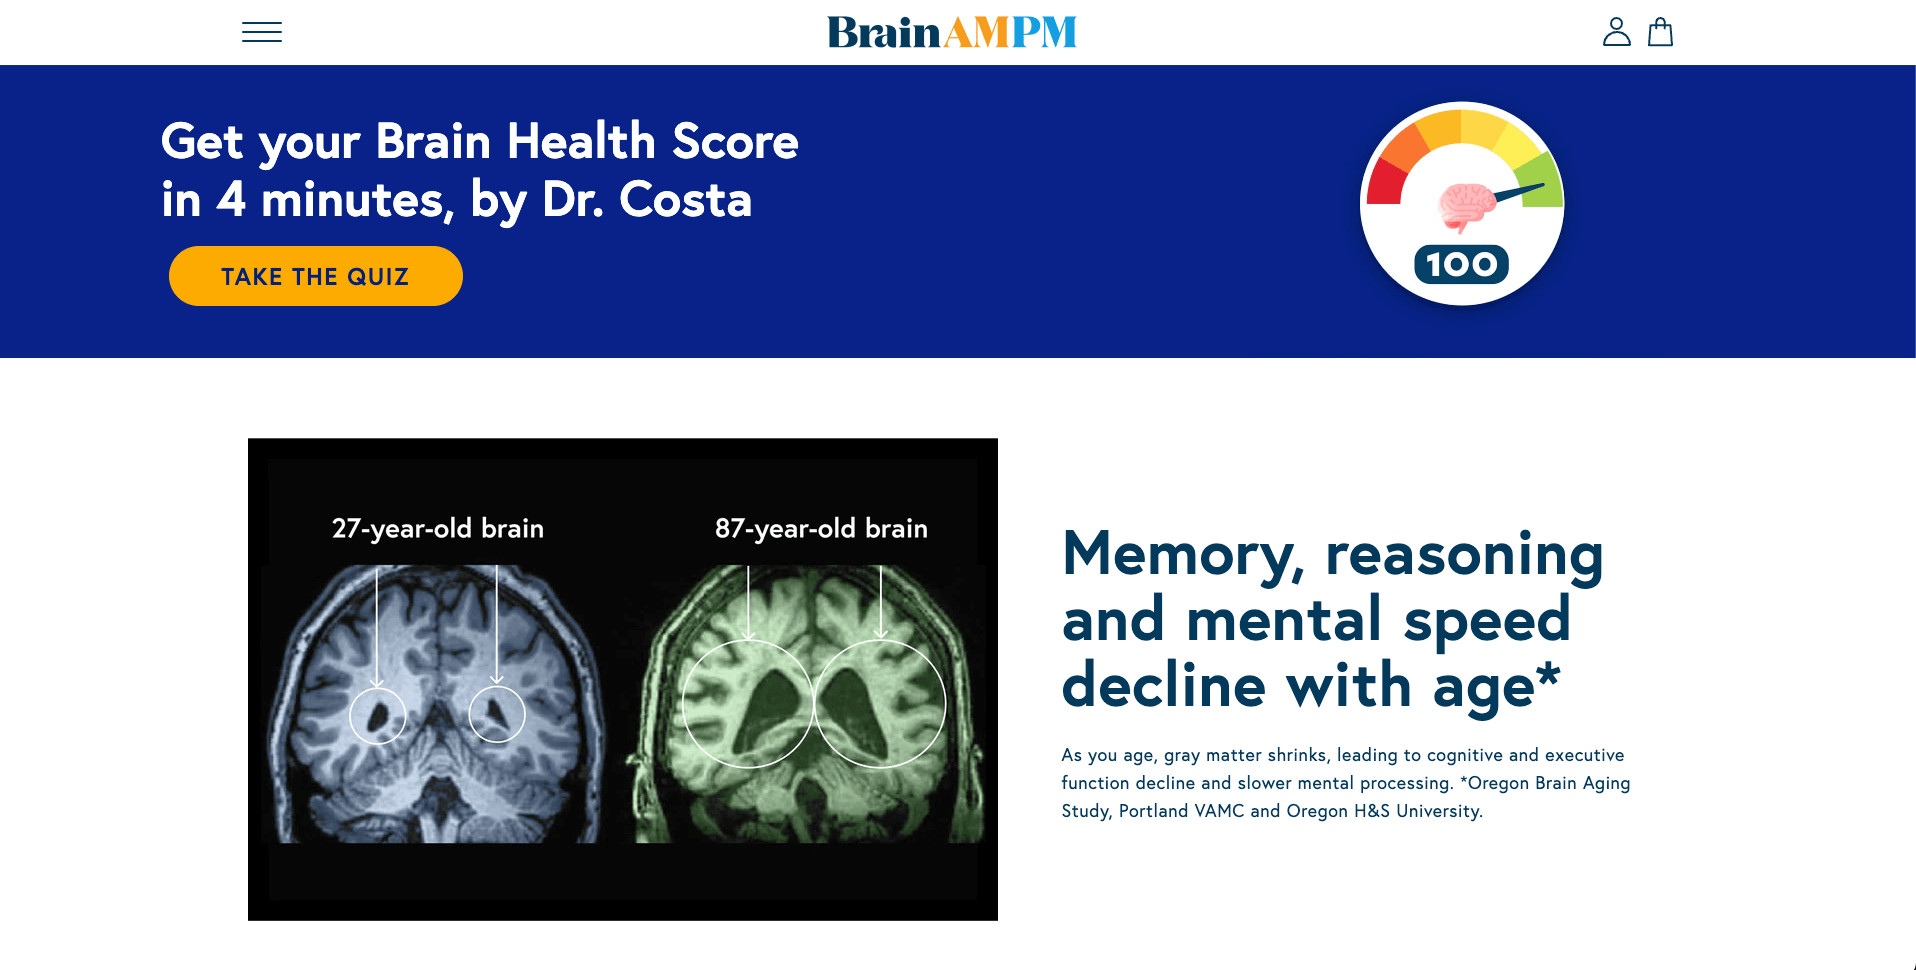 Brain AMPM
Get your Brain Health Score
in 4 minutes, by Dr. Costa
TAKE THE QUIZ
100
27-year-old brain
87-year-old brain
Memory, reasoning
and mental speed
decline with age*
As you age, gray matter shrinks, leading to cognitive and executive
function decline and slower mental processing. *Oregon Brain Aging
Study, Portland VAMC and Oregon H&S University.